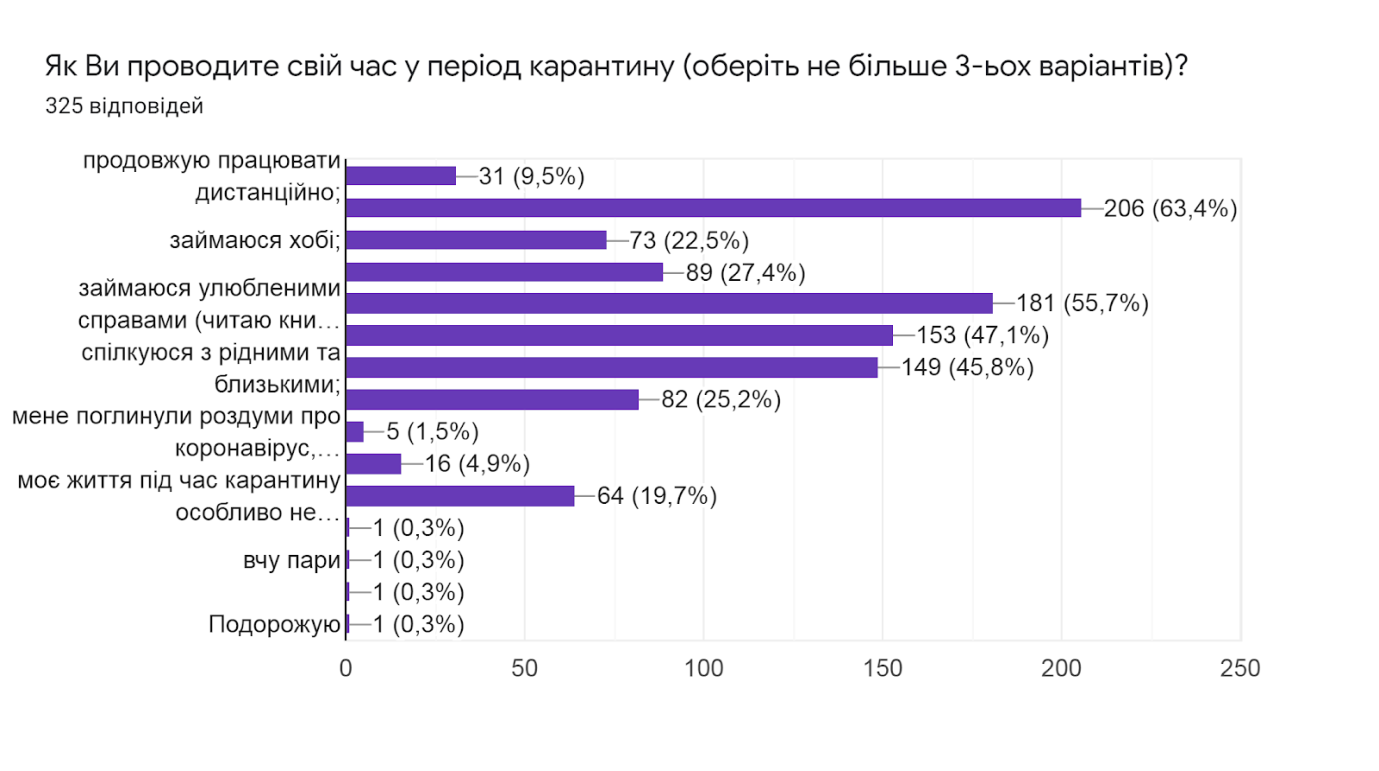 Як Ви проводите свій час у період карантину (оберіть не більше 3-ьох варіантів)?
325 відповідей
продовжую працювати
дистанційно;
31 (9,5%)
206 (63,4%)
займаюся хобі;
73 (22,5%)
89 (27,4%)
займаюся улюбленими
справами (читаю кни…
181 (55,7%)
153 (47,1%)
спілкуюся з рідними та
близькими;
149 (45,8%)
82 (25,2%)
мене поглинули роздуми про
коронавірус,…
5 (1,5%)
16 (4,9%)
моє життя під час карантину
особливо не…
64 (19,7%)
1 (0,3%)
вчу пари
1 (0,3%)
1 (0,3%)
Подорожую
1 (0,3%)
0 50 100 150 200 250